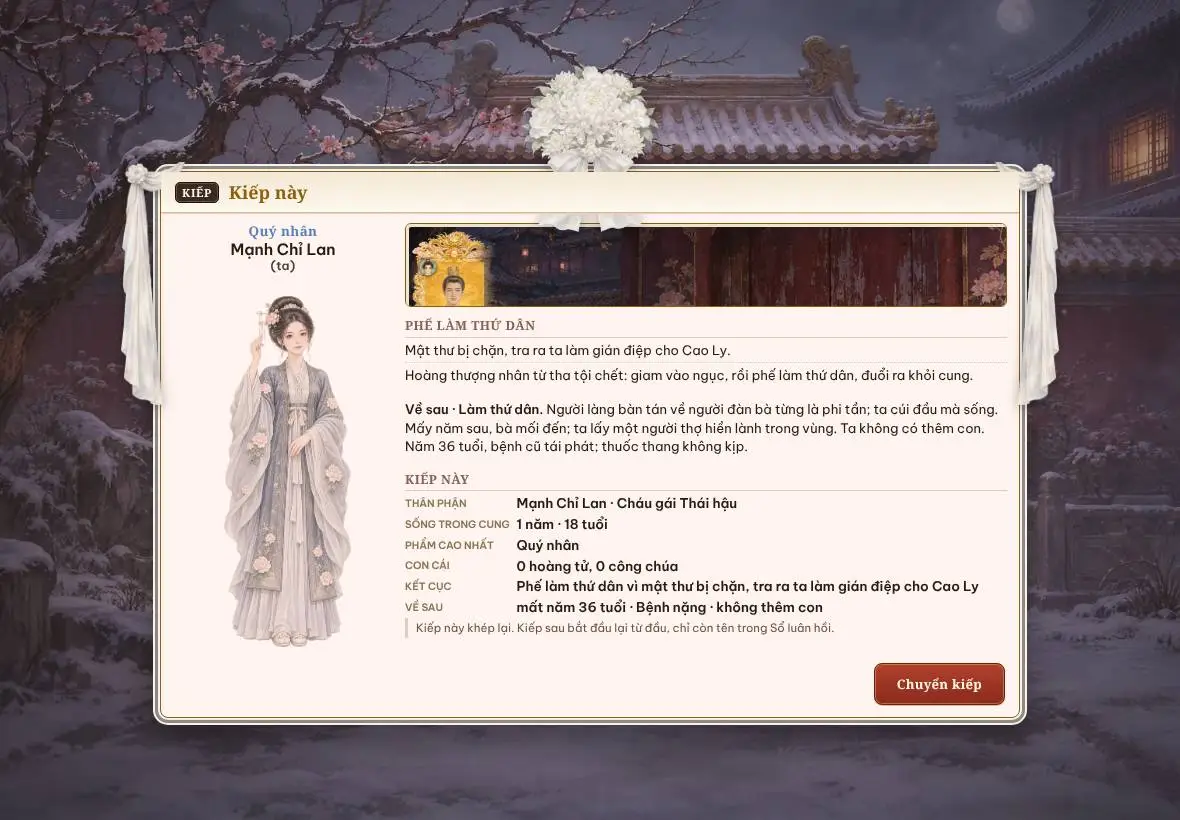 KIẾP Kiếp này
Quý nhân
Mạnh Chỉ Lan
(ta)
PHẾ LÀM THỨ DÂN
Mật thư bị chặn, tra ra ta làm gián điệp cho Cao Ly.
Hoàng thượng nhân từ tha tội chết: giam vào ngục, rồi phế làm thứ dân, đuổi ra khỏi cung.
Về sau · Làm thứ dân. Người làng bàn tán về người đàn bà từng là phi tần; ta cúi đầu mà sống.
Mấy năm sau, bà mối đến; ta lấy một người thợ hiền lành trong vùng. Ta không có thêm con.
Năm 36 tuổi, bệnh cũ tái phát; thuốc thang không kịp.
KIẾP NÀY
THÂN PHẬN Mạnh Chỉ Lan · Cháu gái Thái hậu
SỐNG TRONG CUNG 1 năm · 18 tuổi
PHẨM CAO NHẤT Quý nhân
CON CÁI 0 hoàng tử, 0 công chúa
KẾT CỤC Phế làm thứ dân vì mật thư bị chặn, tra ra ta làm gián điệp cho Cao Ly
VỀ SAU mất năm 36 tuổi · Bệnh nặng · không thêm con
Kiếp này khép lại. Kiếp sau bắt đầu lại từ đầu, chỉ còn tên trong Sổ luân hồi.
Chuyển kiếp